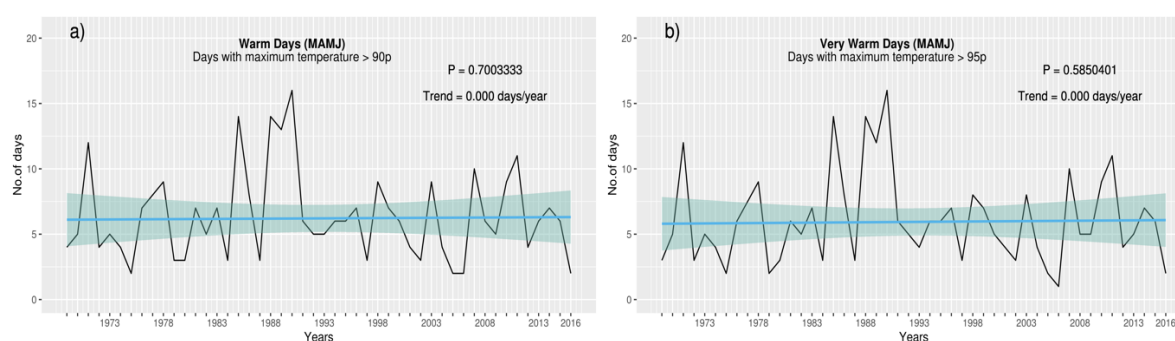 a)
Warm Days (MAMJ)
Days with maximum temperature > 90p
P = 0.7003333
Trend = 0.000 days/year
No.of days
20
15
10
5
0
1973 1978 1983 1988 1993 1998 2003 2008 2013 2016
Years
b)
Very Warm Days (MAMJ)
Days with maximum temperature > 95p
P = 0.5850401
Trend = 0.000 days/year
No.of days
20
15
10
5
0
1973 1978 1983 1988 1993 1998 2003 2008 2013 2016
Years